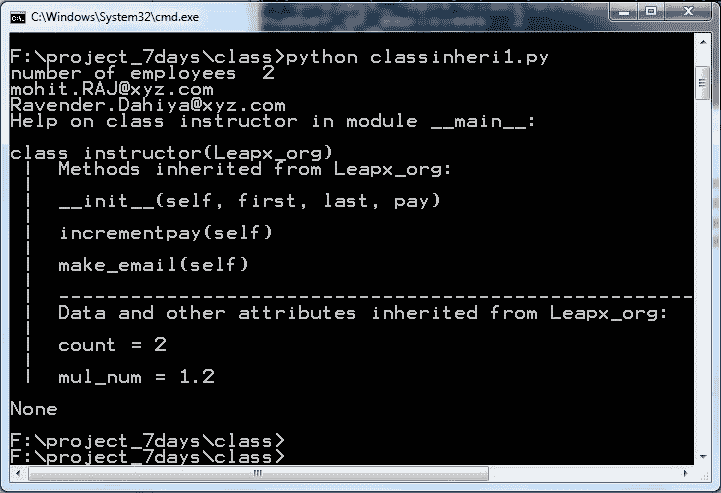 C:\Windows\System32\cmd.exe
F:\project_7days\class>python classinheri1.py
number of employees  2
mohit.RAJ@xyz.com
Ravender.Dahiya@xyz.com
Help on class instructor in module __main__:
class instructor(Leapx_org)
 |  Methods inherited from Leapx_org:
 |
 |  __init__(self, first, last, pay)
 |
 |  incrementpay(self)
 |
 |  make_email(self)
 |
 |  ----------------------------------------------------------------------
 |  Data and other attributes inherited from Leapx_org:
 |
 |  count = 2
 |
 |  mul_num = 1.2
None
F:\project_7days\class>
F:\project_7days\class>